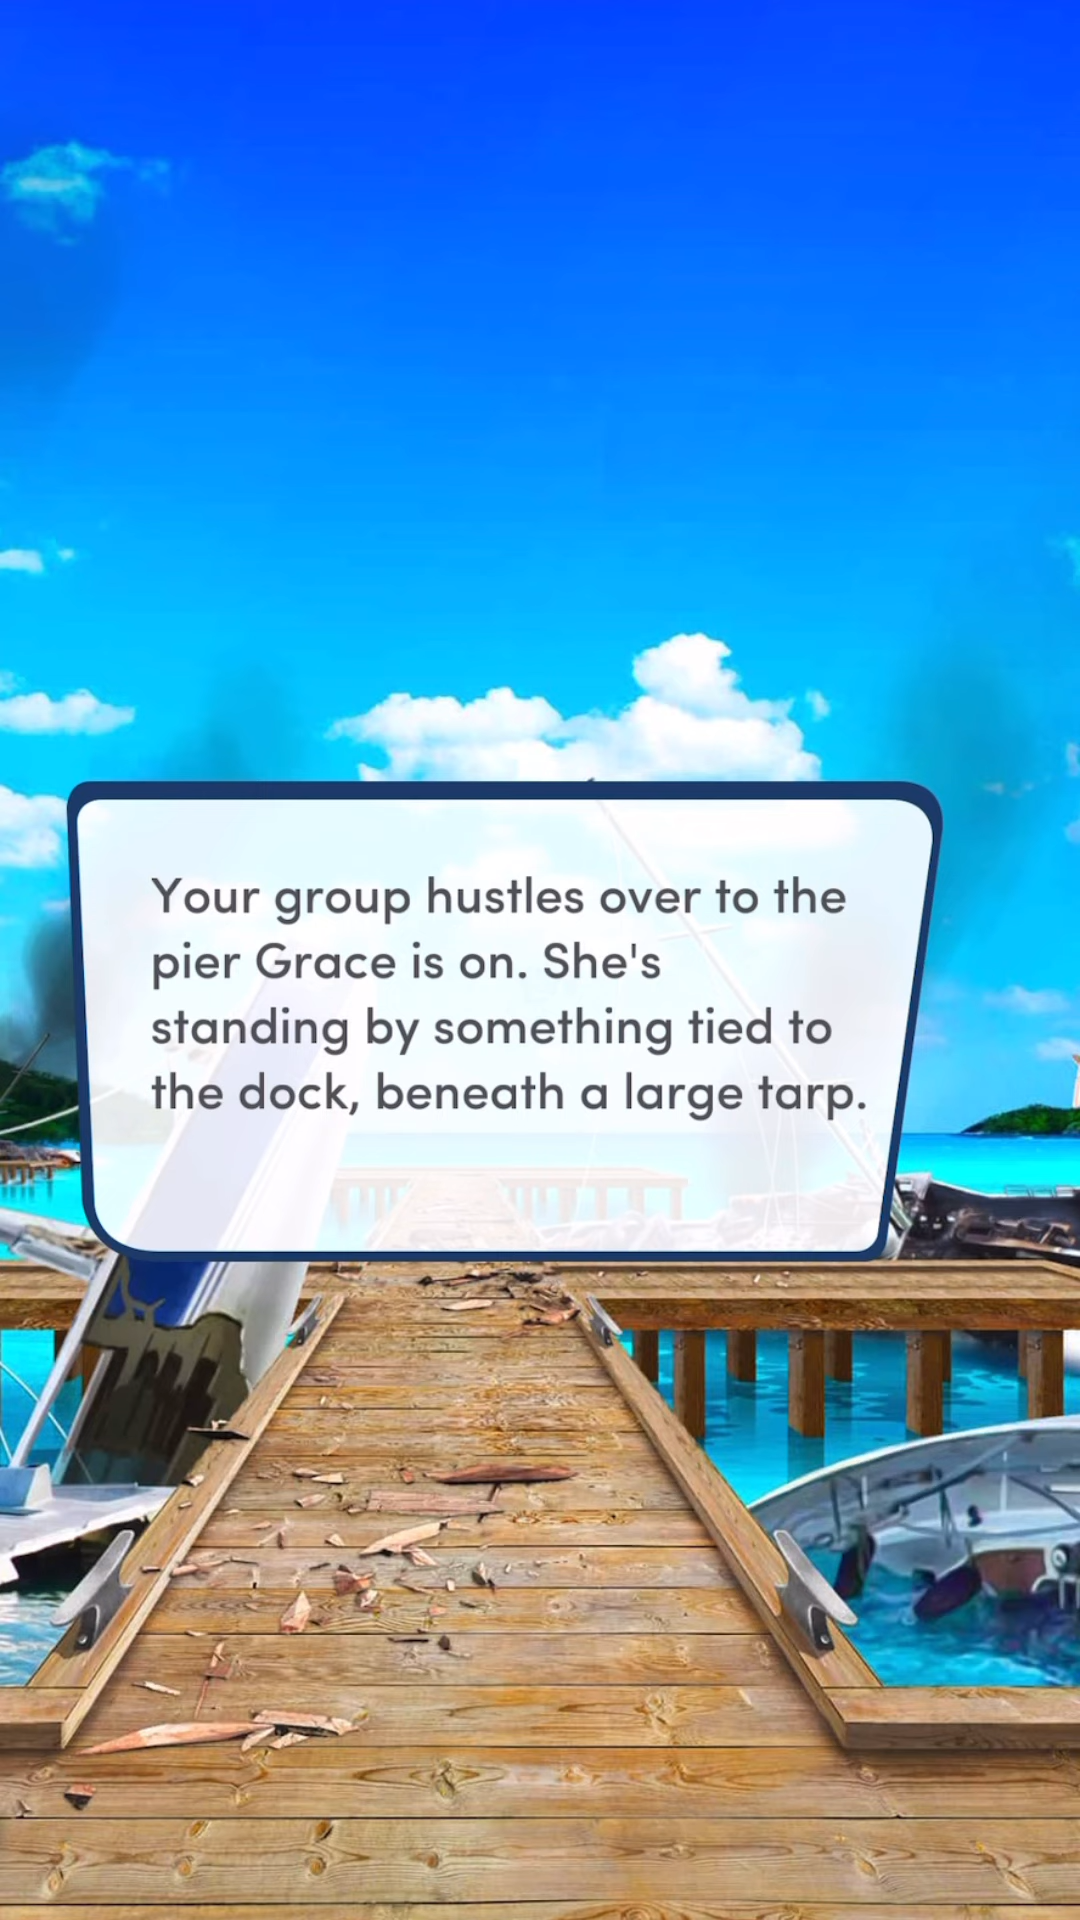 Your group hustles over to the
pier Grace is on. She's
standing by something tied to
the dock, beneath a large tarp.